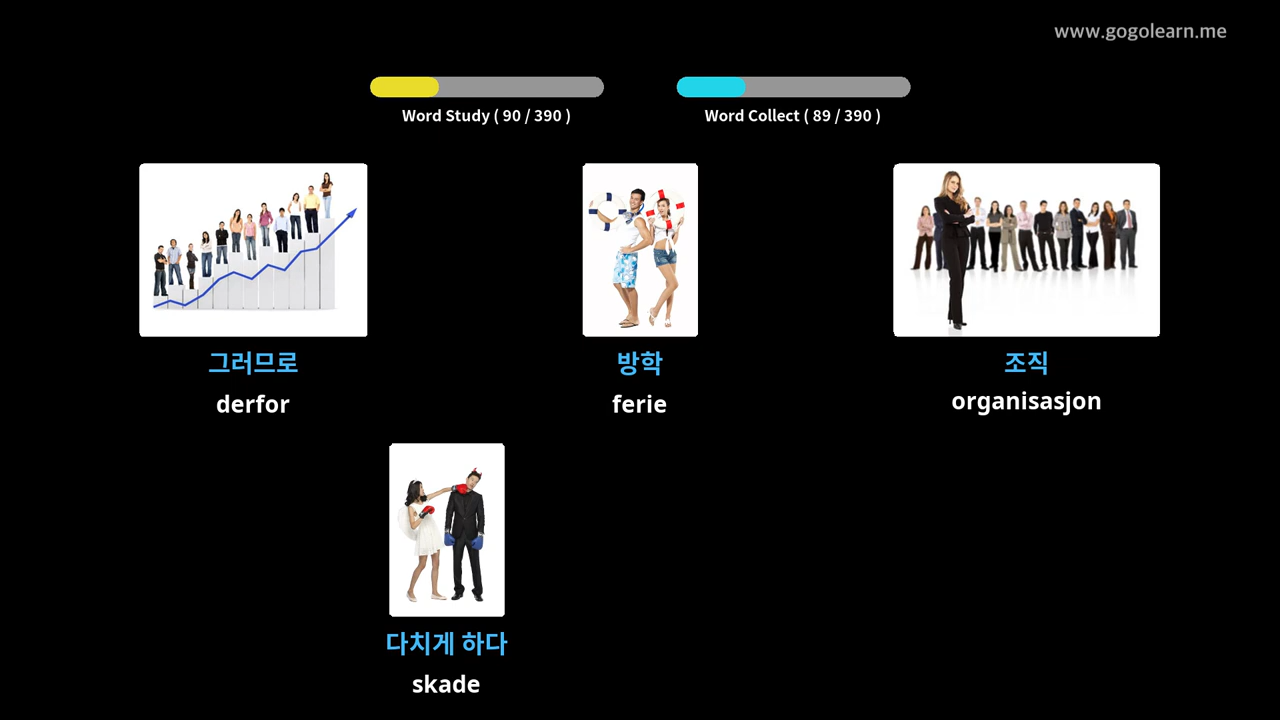 www.gogolearn.me
Word Study ( 90 / 390 )
Word Collect ( 89 / 390 )
그러므로
derfor
방학
ferie
조직
organisasjon
다치게 하다
skade